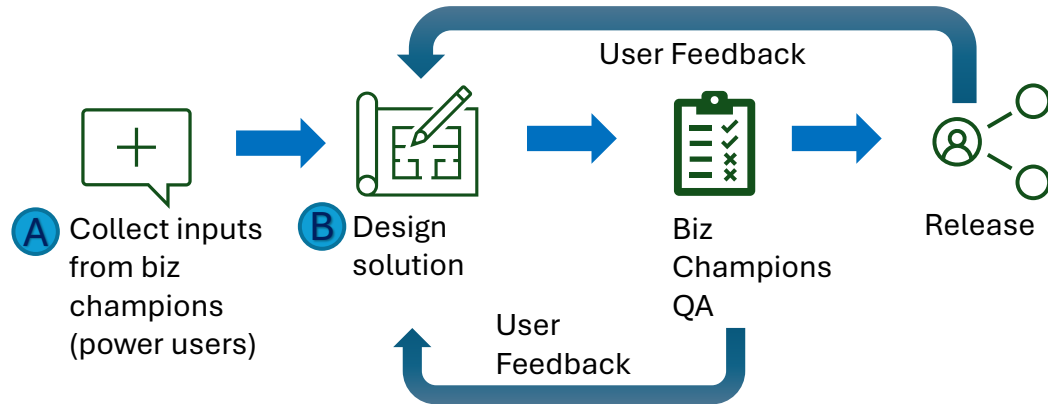 User Feedback
A
Collect inputs
from biz
champions
(power users)
B
Design
solution
Biz
Champions
QA
Release
User
Feedback